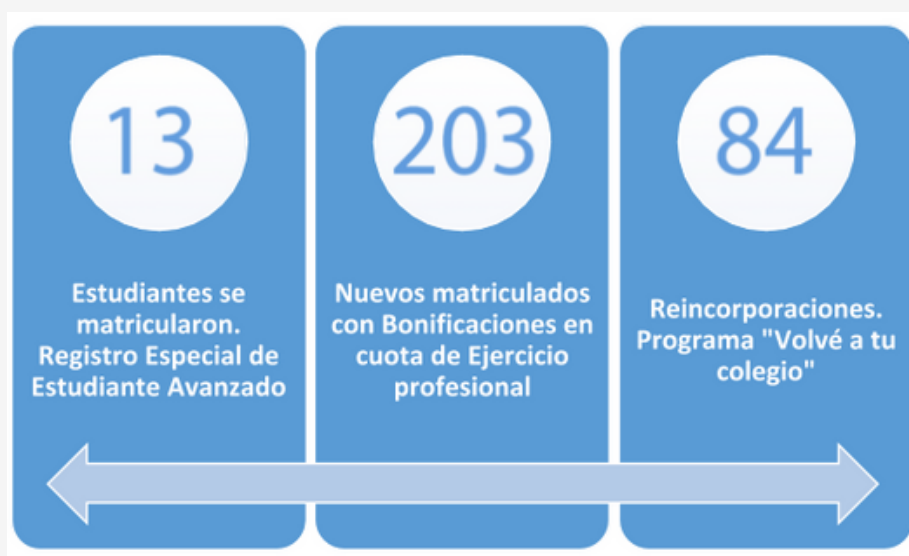 13
Estudiantes se
matricularon.
Registro Especial de
Estudiante Avanzado
203
Nuevos matriculados
con Bonificaciones en
cuota de Ejercicio
profesional
84
Reincorporaciones.
Programa "Volvé a tu
colegio"